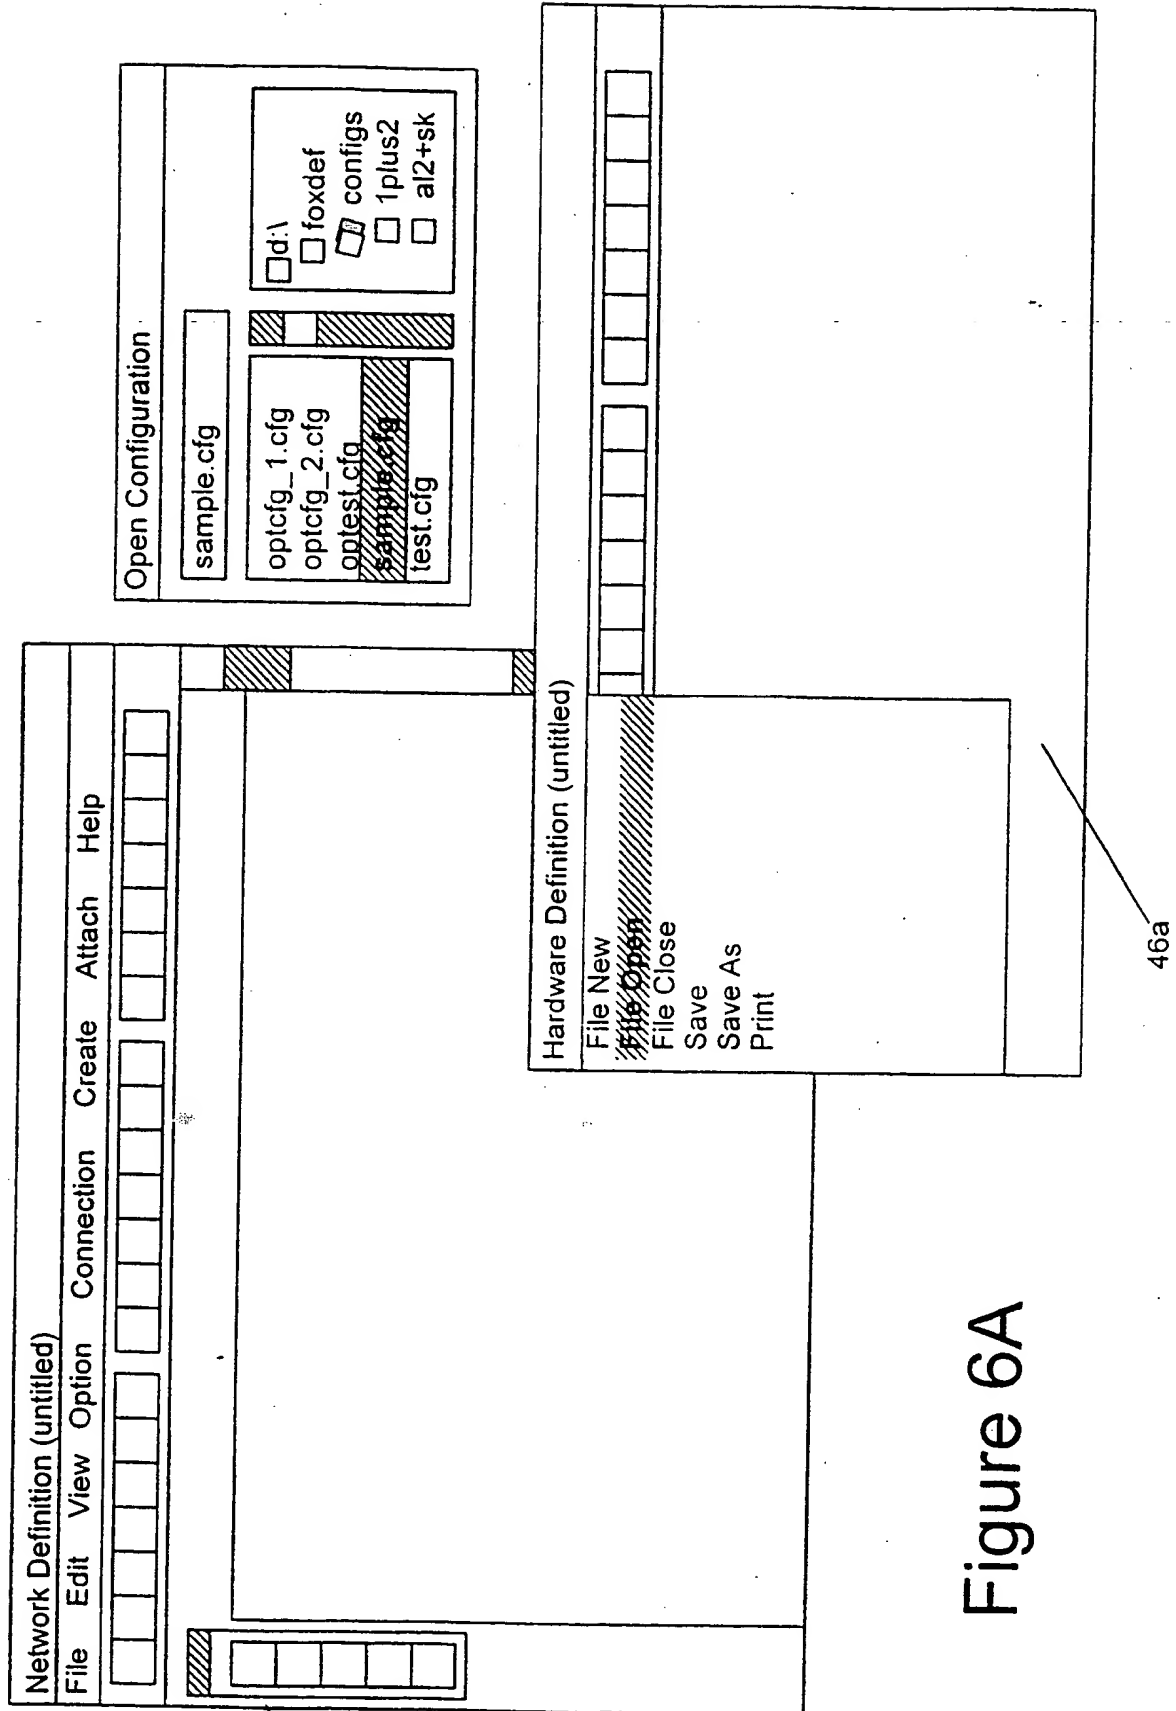 Network Definition (untitled)
File Edit View Option Connection Create Attach Help
Open Configuration
sample.cfg
optcfg_1.cfg
optcfg_2.cfg
optest.cfg
sample.cfg
test.cfg
d:\
foxdef
configs
1plus2
al2+sk
Hardware Definition (untitled)
File New
File Open
File Close
Save
Save As
Print
46a
Figure 6A